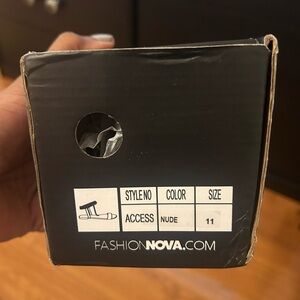 STYLE NO COLOR SIZE
ACCESS NUDE 11
FASHIONNOVA.COM